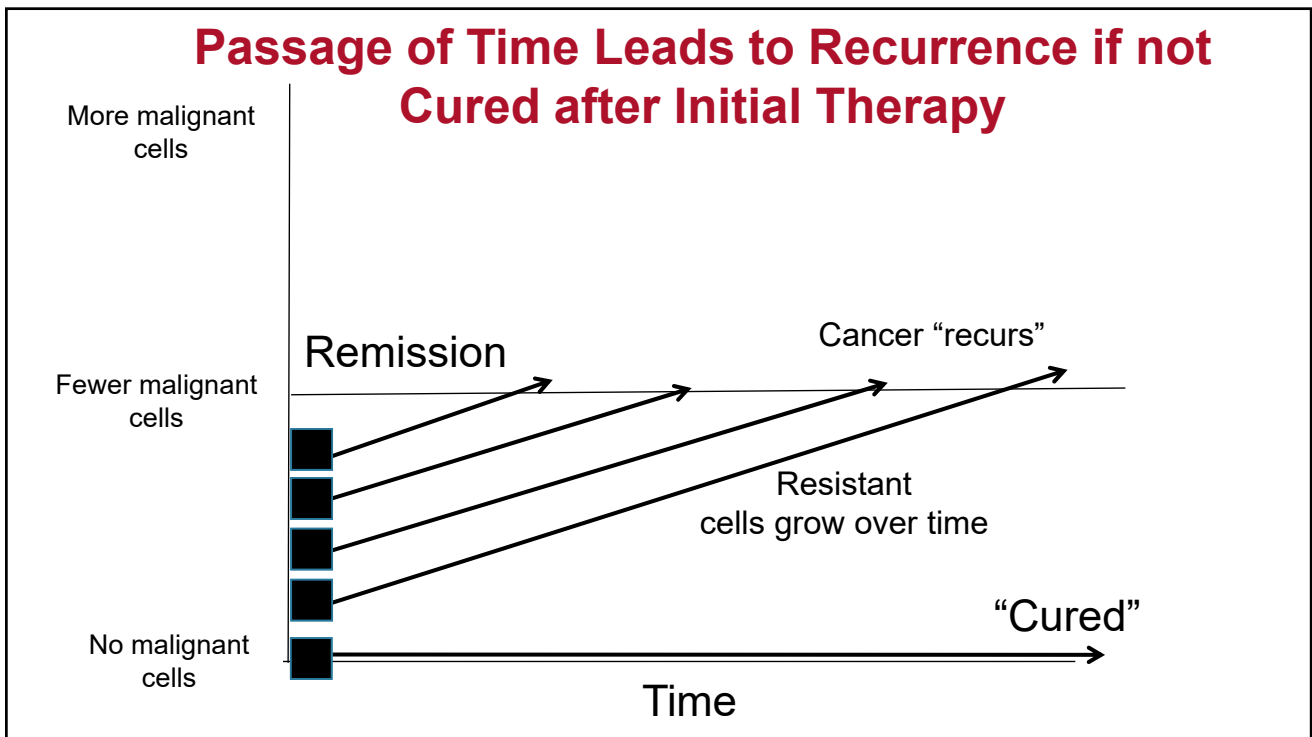 Passage of Time Leads to Recurrence if not
Cured after Initial Therapy
More malignant
cells
Remission
Cancer “recurs”
Fewer malignant
cells
Resistant
cells grow over time
“Cured”
No malignant
cells
Time